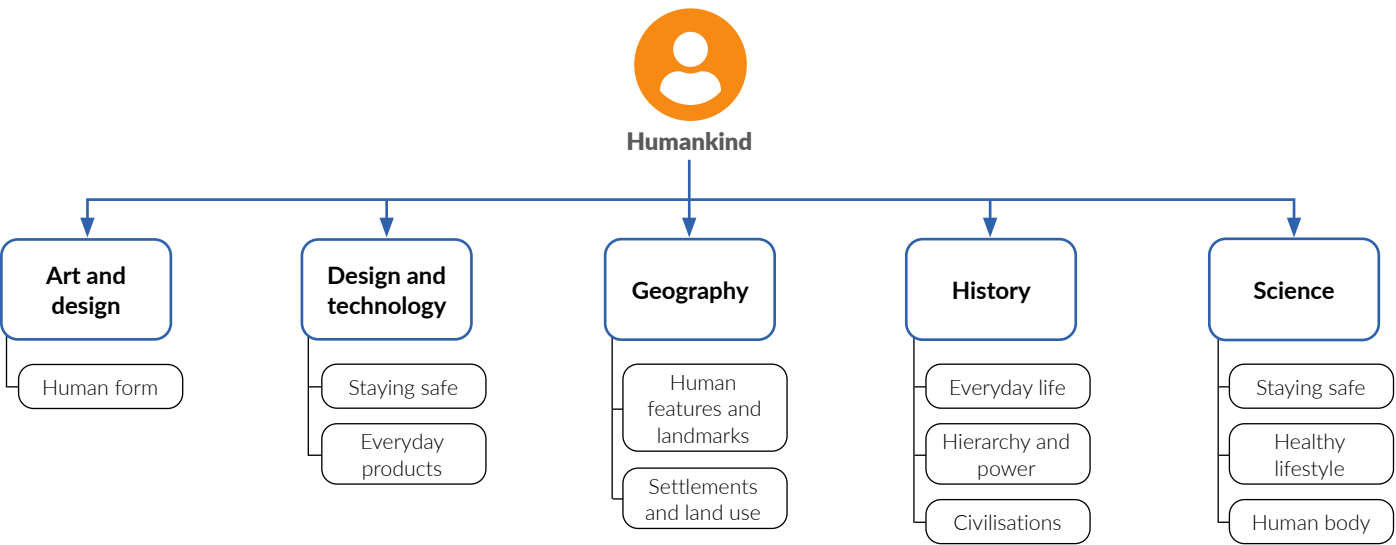 Humankind
Art and
design
Human form
Design and
technology
Staying safe
Everyday
products
Geography
Human
features and
landmarks
Settlements
and land use
History
Everyday life
Hierarchy and
power
Civilisations
Science
Staying safe
Healthy
lifestyle
Human body